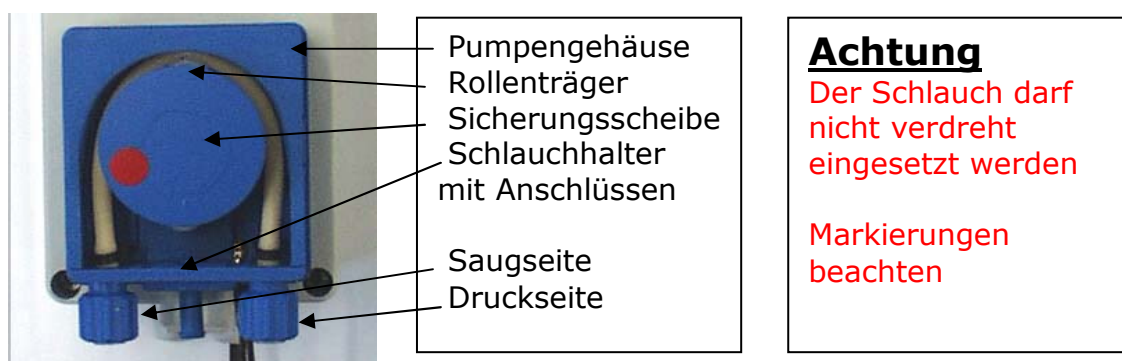 Pumpengehäuse
Rollenträger
Sicherungsscheibe
Schlauchhalter
mit Anschlüssen
Saugseite
Druckseite
Achtung
Der Schlauch darf
nicht verdreht
eingesetzt werden
Markierungen
beachten